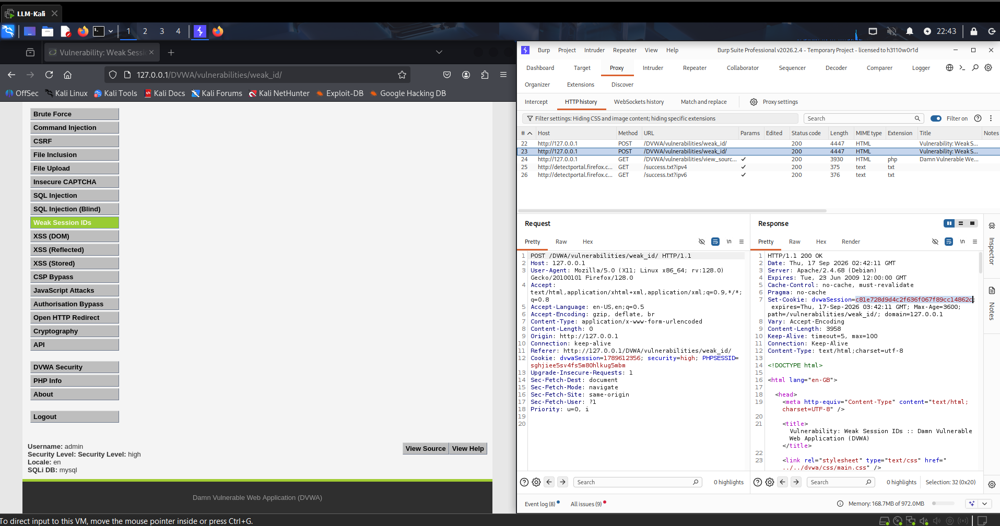 LLM-Kali
1 2 3 4
22:43
Vulnerability: Weak Sessi
127.0.0.1/DVWA/vulnerabilities/weak_id/
OffSec Kali Linux Kali Tools Kali Docs Kali Forums Kali NetHunter Exploit-DB Google Hacking DB
Brute Force
Command Injection
CSRF
File Inclusion
File Upload
Insecure CAPTCHA
SQL Injection
SQL Injection (Blind)
Weak Session IDs
XSS (DOM)
XSS (Reflected)
XSS (Stored)
CSP Bypass
JavaScript Attacks
Authorisation Bypass
Open HTTP Redirect
Cryptography
API
DVWA Security
PHP Info
About
Logout
Username: admin
Security Level: Security Level: high
Locale: en
SQLi DB: mysql
View Source View Help
Damn Vulnerable Web Application (DVWA)
Burp Project Intruder Repeater View Help Burp Suite Professional v2026.2.4 - Temporary Project - licensed to h3110w0r1d
Dashboard Target Proxy Intruder Repeater Collaborator Sequencer Decoder Comparer Logger
Organizer Extensions Discover
Intercept HTTP history WebSockets history Match and replace Proxy settings
Filter settings: Hiding CSS and image content; hiding specific extensions Search Filter on
# Host Method URL Params Edited Status code Length MIME type Extension Title Notes
22 http://127.0.0.1 POST /DVWA/vulnerabilities/weak_id/ 200 4447 HTML Vulnerability: Weak S...
23 http://127.0.0.1 POST /DVWA/vulnerabilities/weak_id/ 200 4447 HTML Vulnerability: Weak S...
24 http://127.0.0.1 GET /DVWA/vulnerabilities/view_sourc... ✓ 200 3930 HTML php Damn Vulnerable We...
25 http://detectportal.firefox.c... GET /success.txt?ipv4 ✓ 200 375 text txt
26 http://detectportal.firefox.c... GET /success.txt?ipv6 ✓ 200 376 text txt
Request
Pretty Raw Hex \n
1 POST /DVWA/vulnerabilities/weak_id/ HTTP/1.1
2 Host: 127.0.0.1
3 User-Agent: Mozilla/5.0 (X11; Linux x86_64; rv:128.0)
Gecko/20100101 Firefox/128.0
4 Accept:
text/html,application/xhtml+xml,application/xml;q=0.9,*/*;
q=0.8
5 Accept-Language: en-US,en;q=0.5
6 Accept-Encoding: gzip, deflate, br
7 Content-Type: application/x-www-form-urlencoded
8 Content-Length: 0
9 Origin: http://127.0.0.1
10 Connection: keep-alive
11 Referer: http://127.0.0.1/DVWA/vulnerabilities/weak_id/
12 Cookie: dvwaSession=1789612356; security=high; PHPSESSID=
sghjiee5sv4fs5m80hlkug5mbm
13 Upgrade-Insecure-Requests: 1
14 Sec-Fetch-Dest: document
15 Sec-Fetch-Mode: navigate
16 Sec-Fetch-Site: same-origin
17 Sec-Fetch-User: ?1
18 Priority: u=0, i
19
20
Search 0 highlights
Response
Pretty Raw Hex Render \n
1 HTTP/1.1 200 OK
2 Date: Thu, 17 Sep 2026 02:42:11 GMT
3 Server: Apache/2.4.68 (Debian)
4 Expires: Tue, 23 Jun 2009 12:00:00 GMT
5 Cache-Control: no-cache, must-revalidate
6 Pragma: no-cache
7 Set-Cookie: dvwaSession=c81e728d9d4c2f636f067f89cc14862c;
expires=Thu, 17-Sep-2026 03:42:11 GMT; Max-Age=3600;
path=/vulnerabilities/weak_id/; domain=127.0.0.1
8 Vary: Accept-Encoding
9 Content-Length: 3958
10 Keep-Alive: timeout=5, max=100
11 Connection: Keep-Alive
12 Content-Type: text/html;charset=utf-8
13
14 <!DOCTYPE html>
15
16 <html lang="en-GB">
17
18 <head>
19 <meta http-equiv="Content-Type" content="text/html;
charset=UTF-8" />
20
21 <title>
Vulnerability: Weak Session IDs :: Damn Vulnerable
Web Application (DVWA)
</title>
22
23 <link rel="stylesheet" type="text/css" href="
../../dvwa/css/main.css" />
Search 0 highlights Selection: 32 (0x20)
Inspector
Notes
Event log (8) All issues (9) Memory: 168.7MB of 972.0MB
To direct input to this VM, move the mouse pointer inside or press Ctrl+G.